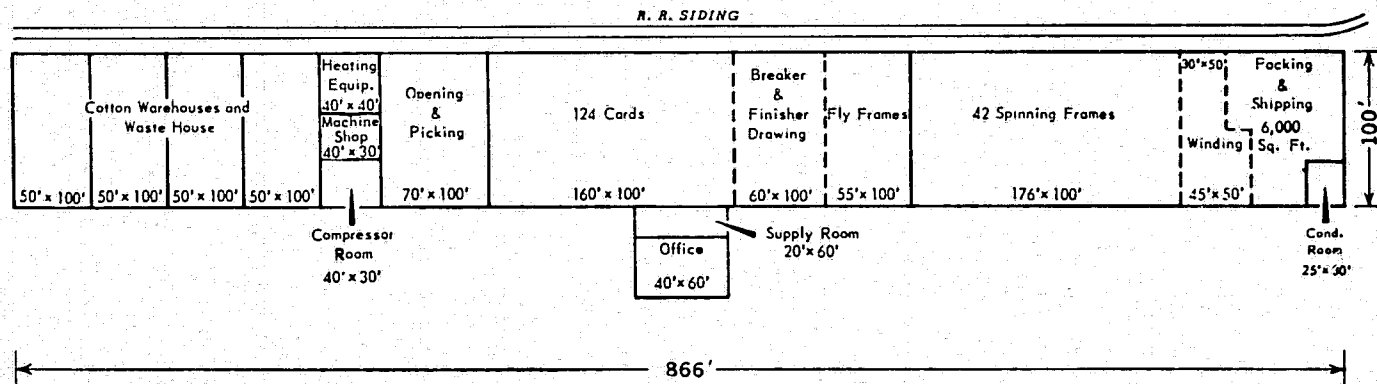 R. R. SIDING
Cotton Warehouses and
Waste House
50' x 100'
50' x 100'
50' x 100'
50' x 100'
Heating
Equip.
40' x 40'
Machine
Shop
40' x 30'
Compressor
Room
40' x 30'
Opening
&
Picking
70' x 100'
124 Cards
160' x 100'
Office
40' x 60'
Supply Room
20' x 60'
Breaker
&
Finisher
Drawing
60' x 100'
Fly Frames
55' x 100'
42 Spinning Frames
176' x 100'
30' x 50'
Winding
45' x 50'
Packing
&
Shipping
6,000
Sq. Ft.
Cond.
Room
25' x 30'
100'
866'